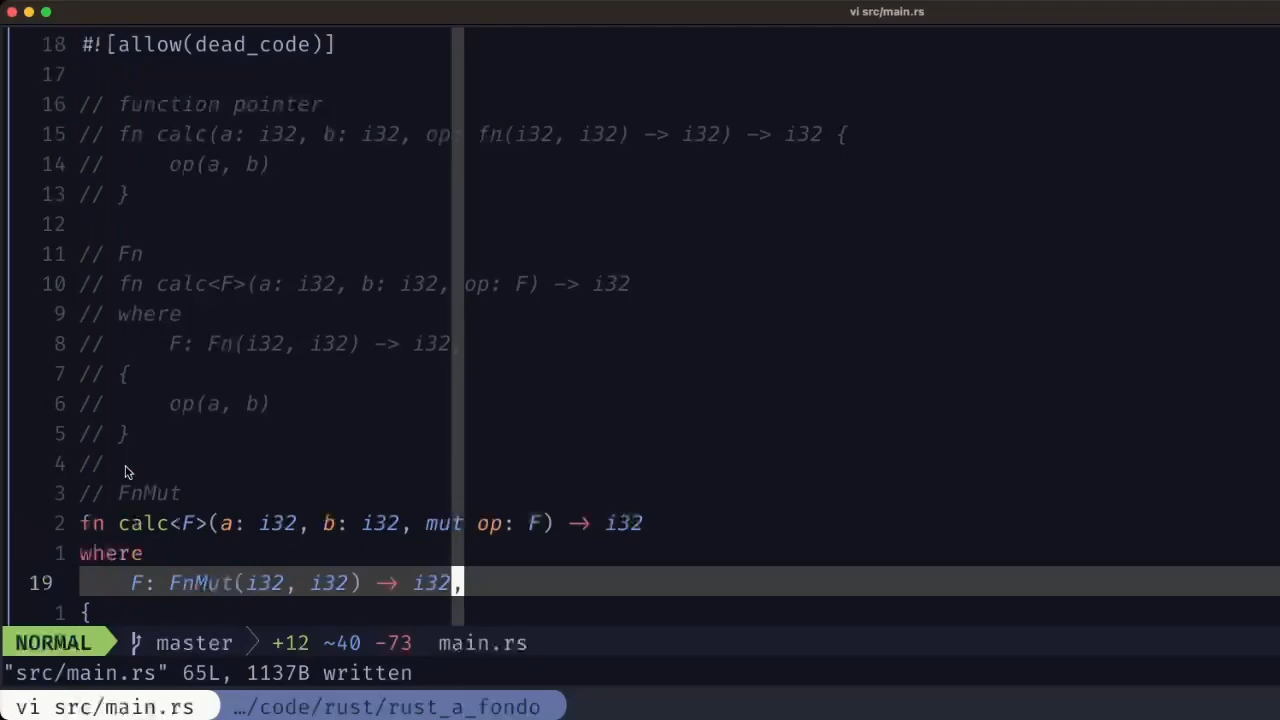 vi src/main.rs
18 #![allow(dead_code)]
17
16 // function pointer
15 // fn calc(a: i32, b: i32, op: fn(i32, i32) -> i32) -> i32 {
14 //     op(a, b)
13 // }
12
11 // Fn
10 // fn calc<F>(a: i32, b: i32, op: F) -> i32
9 // where
8 //     F: Fn(i32, i32) -> i32,
7 // {
6 //     op(a, b)
5 // }
4 //
3 // FnMut
2 fn calc<F>(a: i32, b: i32, mut op: F) -> i32
1 where
19     F: FnMut(i32, i32) -> i32,
1 {
NORMAL master +12 ~40 -73 main.rs
"src/main.rs" 65L, 1137B written
vi src/main.rs …/code/rust/rust_a_fondo